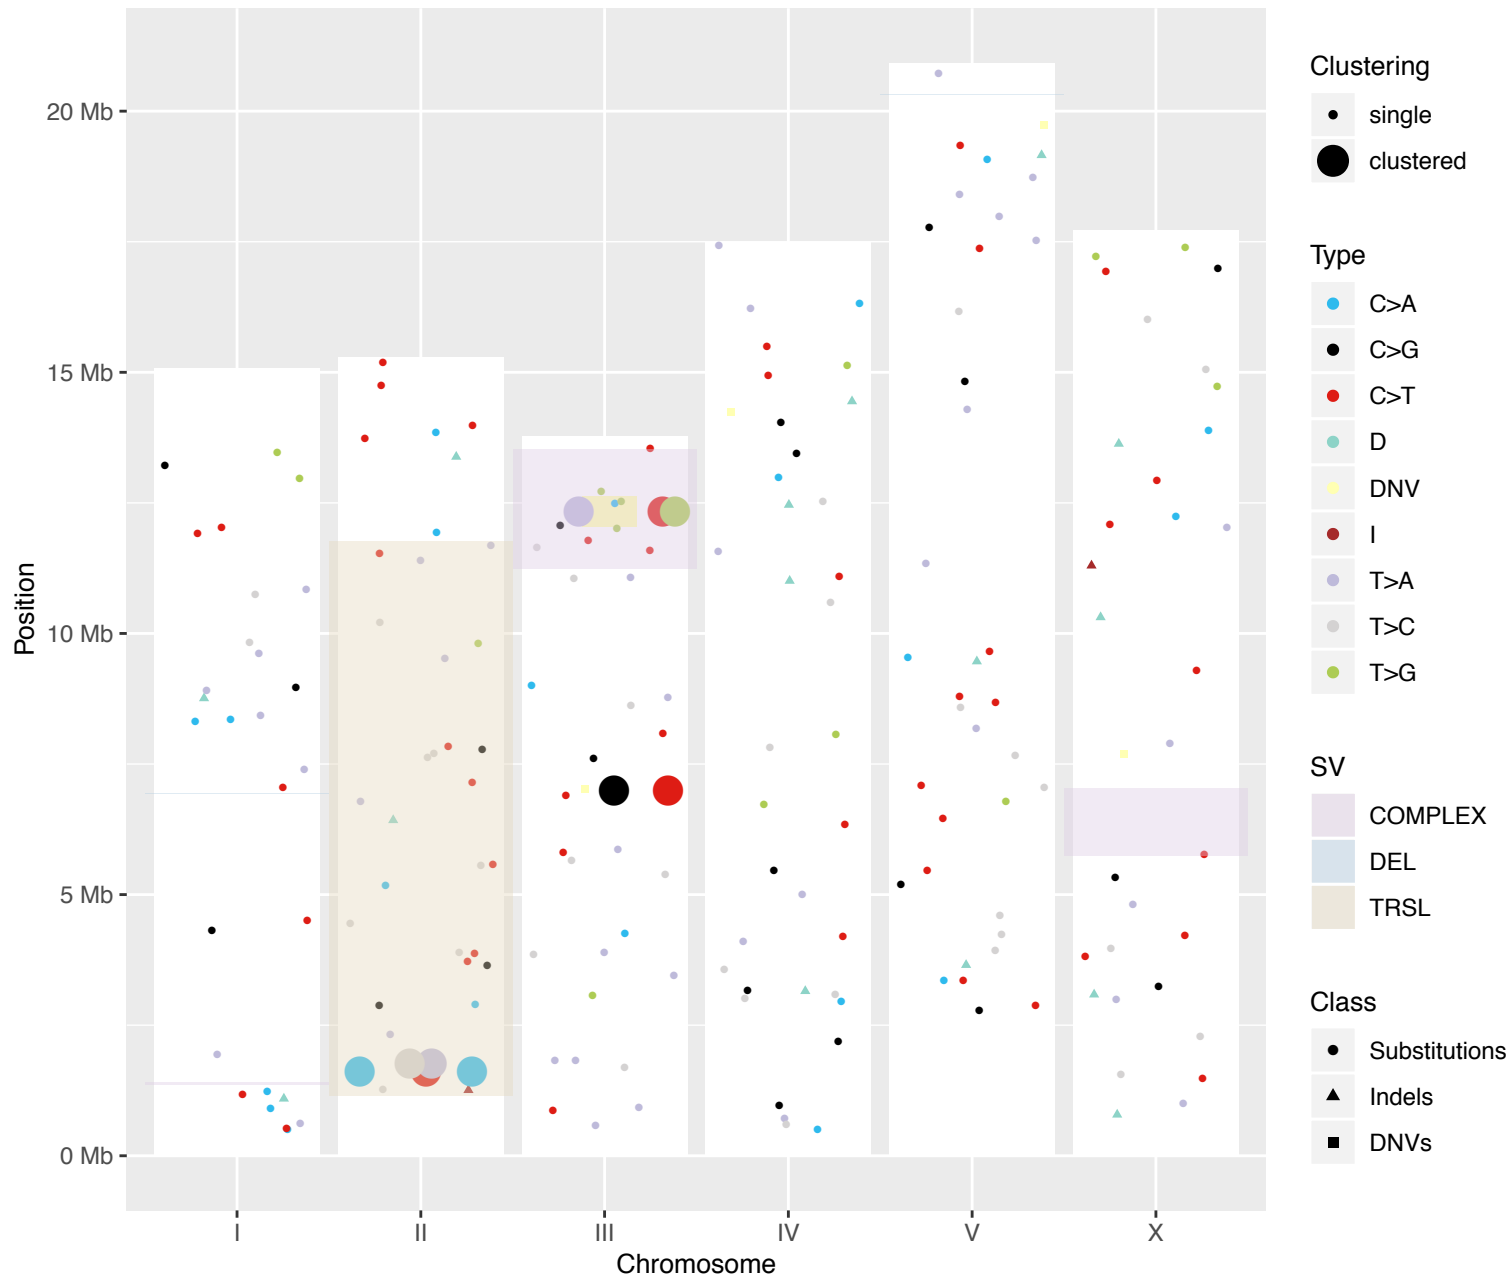 20 Mb
15 Mb
10 Mb
5 Mb
0 Mb
Position
I
II
III
IV
V
X
Chromosome
Clustering
single
clustered
Type
C>A
C>G
C>T
D
DNV
I
T>A
T>C
T>G
SV
COMPLEX
DEL
TRSL
Class
Substitutions
Indels
DNVs